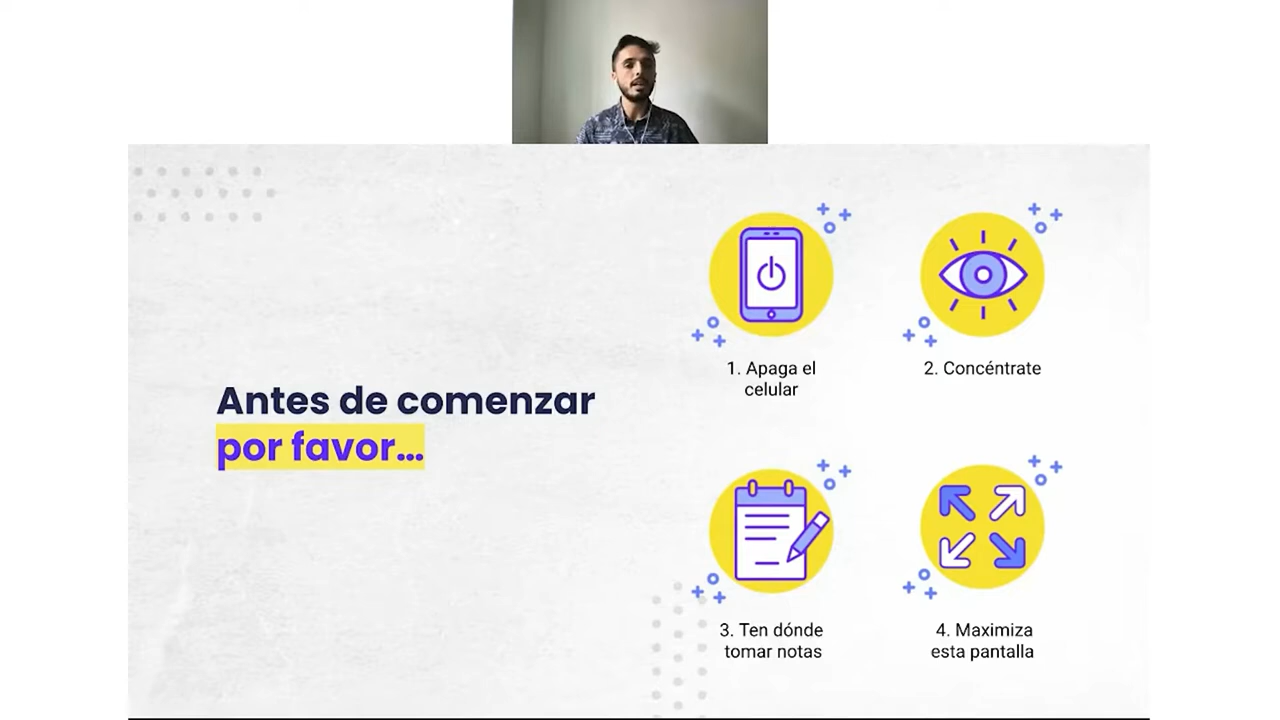 Antes de comenzar
por favor...
1. Apaga el
celular
2. Concéntrate
3. Ten dónde
tomar notas
4. Maximiza
esta pantalla